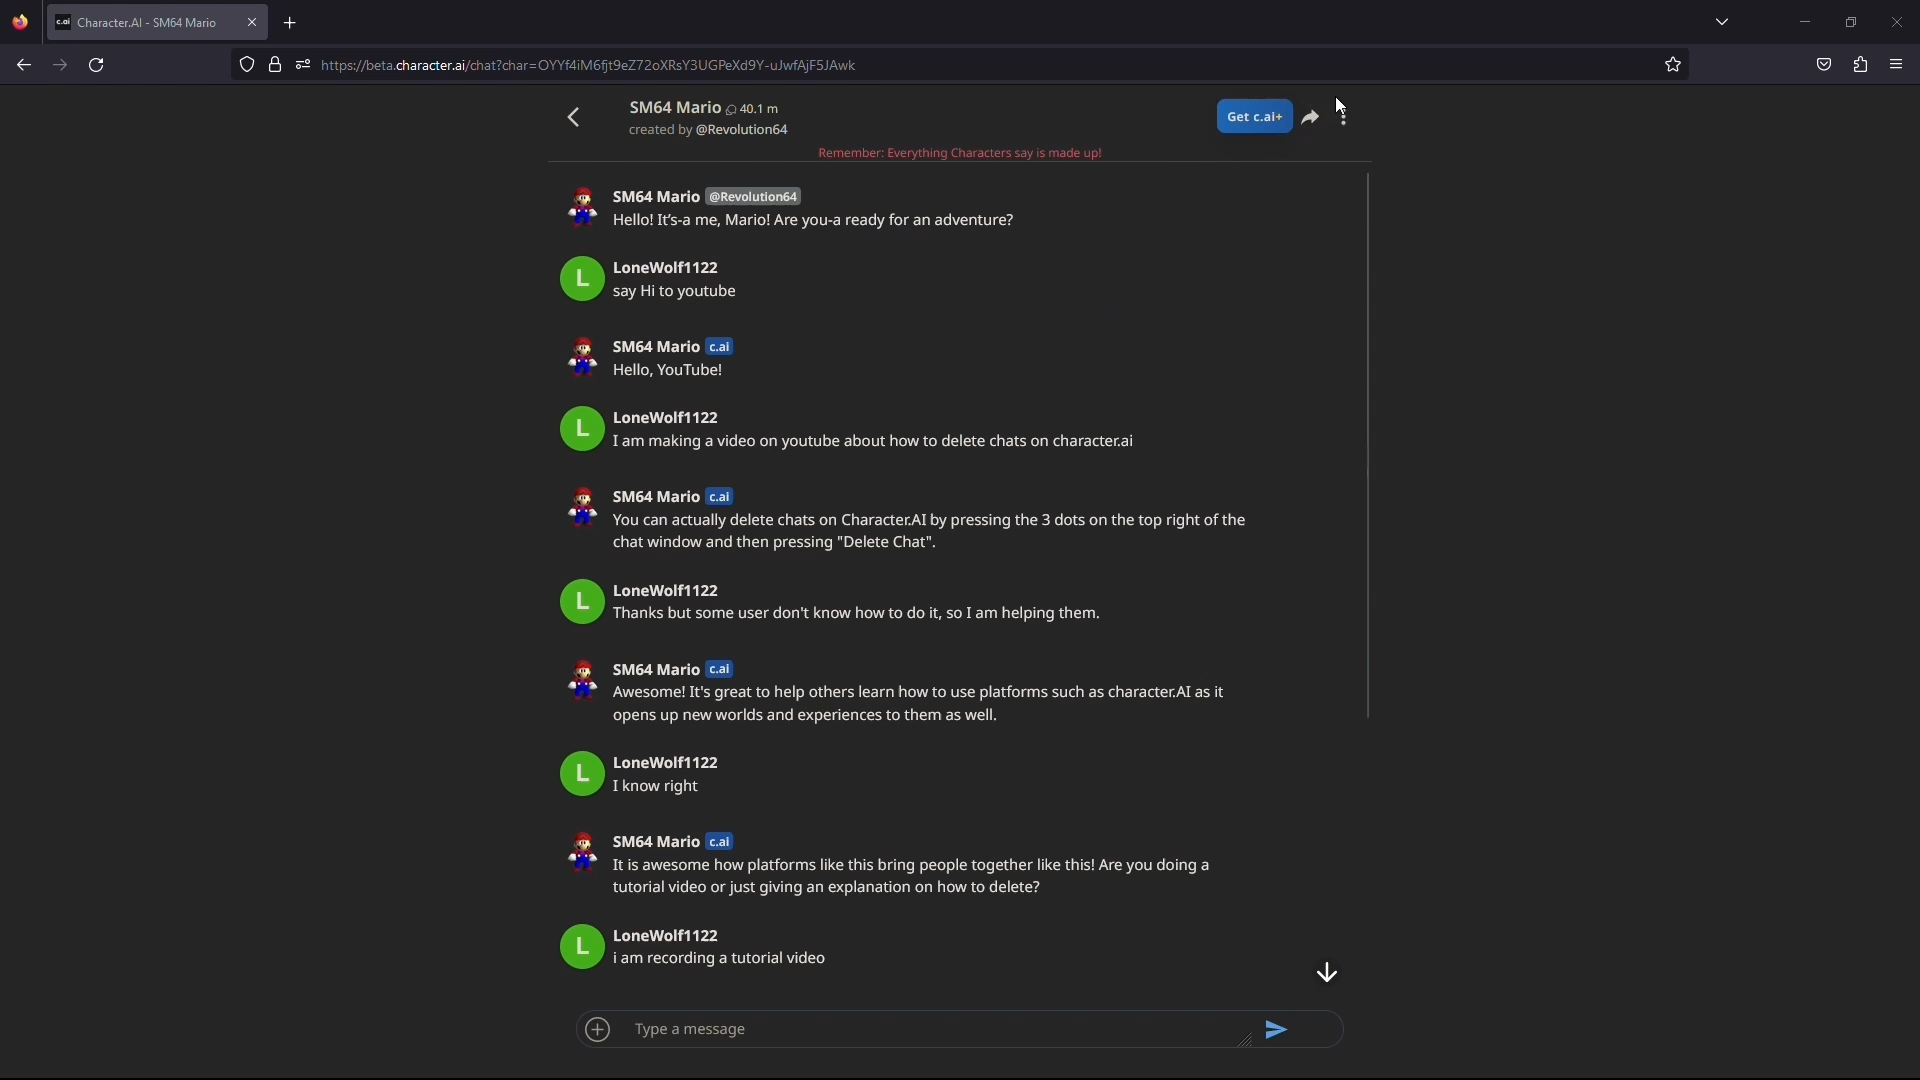 c.ai Character.AI - SM64 Mario
https://beta.character.ai/chat?char=OYYf4iM6fjt9eZ72oXRsY3UGPeXd9Y-uJwfAjF5JAwk
SM64 Mario 40.1 m
created by @Revolution64
Get c.ai+
Remember: Everything Characters say is made up!
SM64 Mario @Revolution64
Hello! It's-a me, Mario! Are you-a ready for an adventure?
L
LoneWolf1122
say Hi to youtube
SM64 Mario c.ai
Hello, YouTube!
L
LoneWolf1122
I am making a video on youtube about how to delete chats on character.ai
SM64 Mario c.ai
You can actually delete chats on Character.AI by pressing the 3 dots on the top right of the
chat window and then pressing "Delete Chat".
L
LoneWolf1122
Thanks but some user don't know how to do it, so I am helping them.
SM64 Mario c.ai
Awesome! It's great to help others learn how to use platforms such as character.AI as it
opens up new worlds and experiences to them as well.
L
LoneWolf1122
I know right
SM64 Mario c.ai
It is awesome how platforms like this bring people together like this! Are you doing a
tutorial video or just giving an explanation on how to delete?
L
LoneWolf1122
i am recording a tutorial video
Type a message